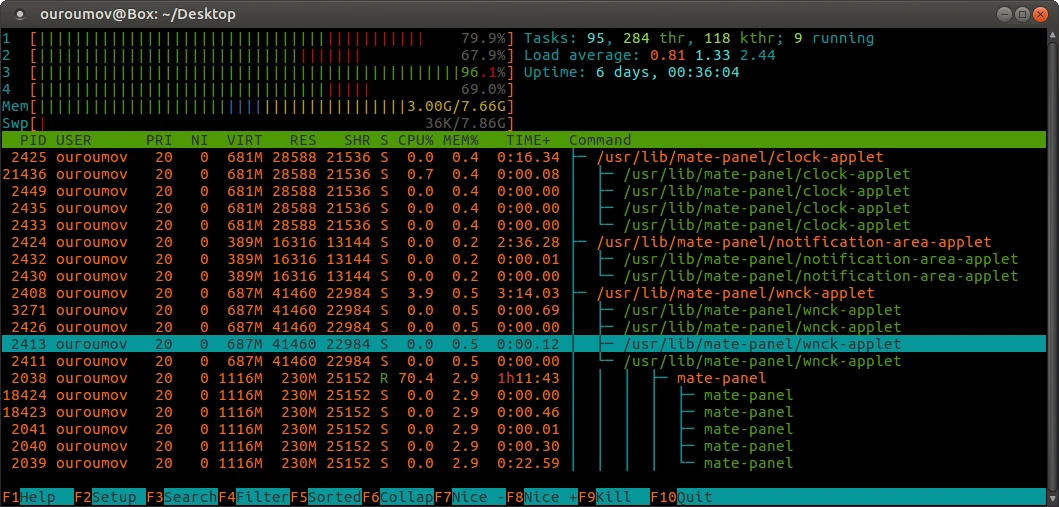 ouroumov@Box: ~/Desktop
1 [||||||||||||||||||||||||||||||||||||||||||| 79.9%] Tasks: 95, 284 thr, 118 kthr; 9 running
2 [|||||||||||||||||||||||||||||||||||| 67.9%] Load average: 0.81 1.33 2.44
3 [|||||||||||||||||||||||||||||||||||||||||||||||96.1%] Uptime: 6 days, 00:36:04
4 [||||||||||||||||||||||||||||||||||||| 69.0%]
Mem[|||||||||||||||||||||||||||||||||||||||||3.00G/7.66G]
Swp[| 36K/7.86G]
PID USER PRI NI VIRT RES SHR S CPU% MEM% TIME+ Command
2425 ouroumov 20 0 681M 28588 21536 S 0.0 0.4 0:16.34 ├─ /usr/lib/mate-panel/clock-applet
21436 ouroumov 20 0 681M 28588 21536 S 0.7 0.4 0:00.08 │ ├─ /usr/lib/mate-panel/clock-applet
2449 ouroumov 20 0 681M 28588 21536 S 0.0 0.4 0:00.00 │ ├─ /usr/lib/mate-panel/clock-applet
2435 ouroumov 20 0 681M 28588 21536 S 0.0 0.4 0:00.00 │ ├─ /usr/lib/mate-panel/clock-applet
2433 ouroumov 20 0 681M 28588 21536 S 0.0 0.4 0:00.00 │ └─ /usr/lib/mate-panel/clock-applet
2424 ouroumov 20 0 389M 16316 13144 S 0.0 0.2 2:36.28 ├─ /usr/lib/mate-panel/notification-area-applet
2432 ouroumov 20 0 389M 16316 13144 S 0.0 0.2 0:00.01 │ ├─ /usr/lib/mate-panel/notification-area-applet
2430 ouroumov 20 0 389M 16316 13144 S 0.0 0.2 0:00.00 │ └─ /usr/lib/mate-panel/notification-area-applet
2408 ouroumov 20 0 687M 41460 22984 S 3.9 0.5 3:14.03 ├─ /usr/lib/mate-panel/wnck-applet
3271 ouroumov 20 0 687M 41460 22984 S 0.0 0.5 0:00.69 │ ├─ /usr/lib/mate-panel/wnck-applet
2426 ouroumov 20 0 687M 41460 22984 S 0.0 0.5 0:00.00 │ ├─ /usr/lib/mate-panel/wnck-applet
2413 ouroumov 20 0 687M 41460 22984 S 0.0 0.5 0:00.12 │ ├─ /usr/lib/mate-panel/wnck-applet
2411 ouroumov 20 0 687M 41460 22984 S 0.0 0.5 0:00.00 │ └─ /usr/lib/mate-panel/wnck-applet
2038 ouroumov 20 0 1116M 230M 25152 R 70.4 2.9 1h11:43 │ │ │ ├─ mate-panel
18424 ouroumov 20 0 1116M 230M 25152 S 0.0 2.9 0:00.00 │ │ │ │ ├─ mate-panel
18423 ouroumov 20 0 1116M 230M 25152 S 0.0 2.9 0:00.46 │ │ │ │ ├─ mate-panel
2041 ouroumov 20 0 1116M 230M 25152 S 0.0 2.9 0:00.01 │ │ │ │ ├─ mate-panel
2040 ouroumov 20 0 1116M 230M 25152 S 0.0 2.9 0:00.30 │ │ │ │ ├─ mate-panel
2039 ouroumov 20 0 1116M 230M 25152 S 0.0 2.9 0:22.59 │ │ │ │ └─ mate-panel
F1Help F2Setup F3SearchF4FilterF5SortedF6CollapF7Nice -F8Nice +F9Kill F10Quit